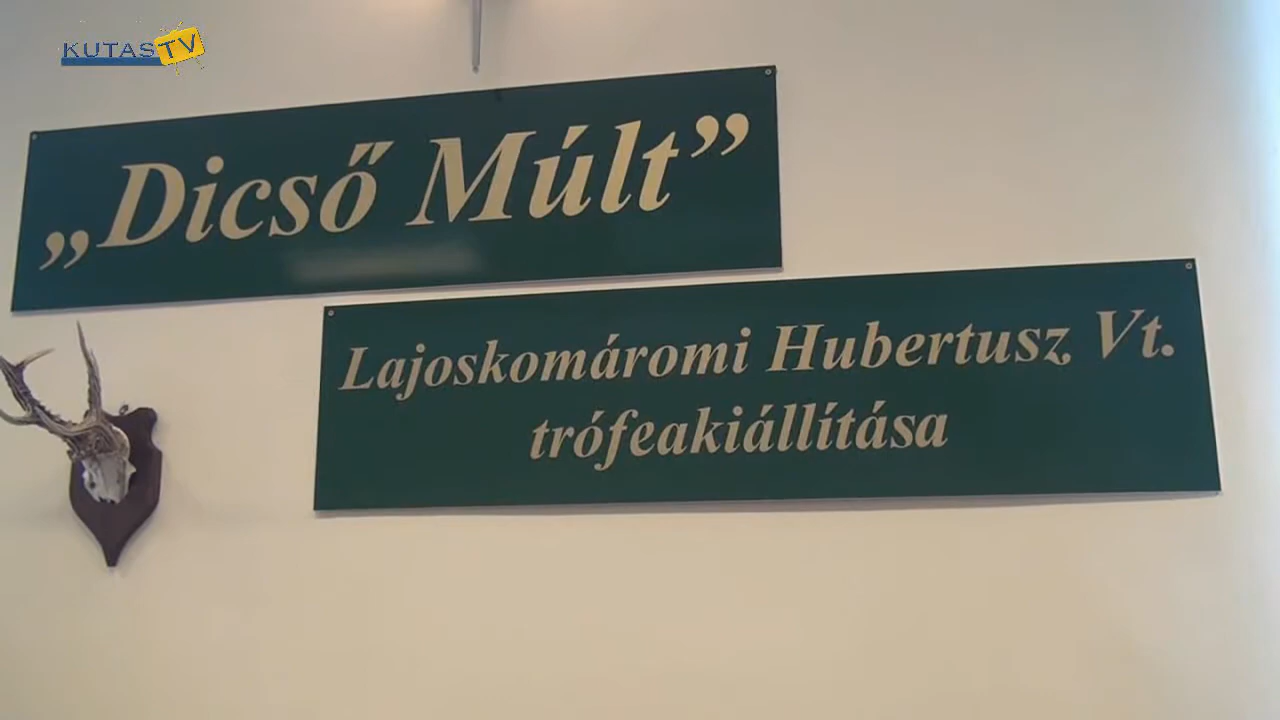 KUTAS TV
„Dicső Múlt”
Lajoskomáromi Hubertusz Vt.
trófeakiállítása